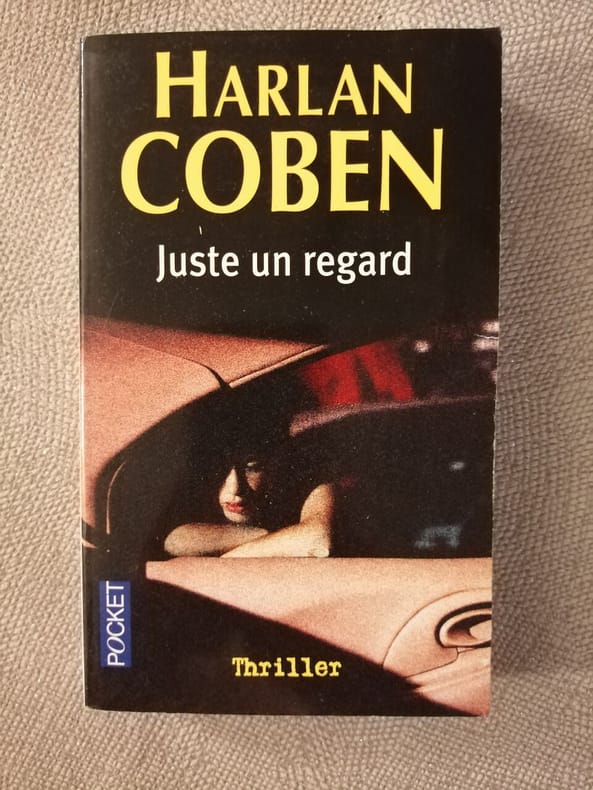 HARLAN
COBEN
Juste un regard
POCKET
Thriller